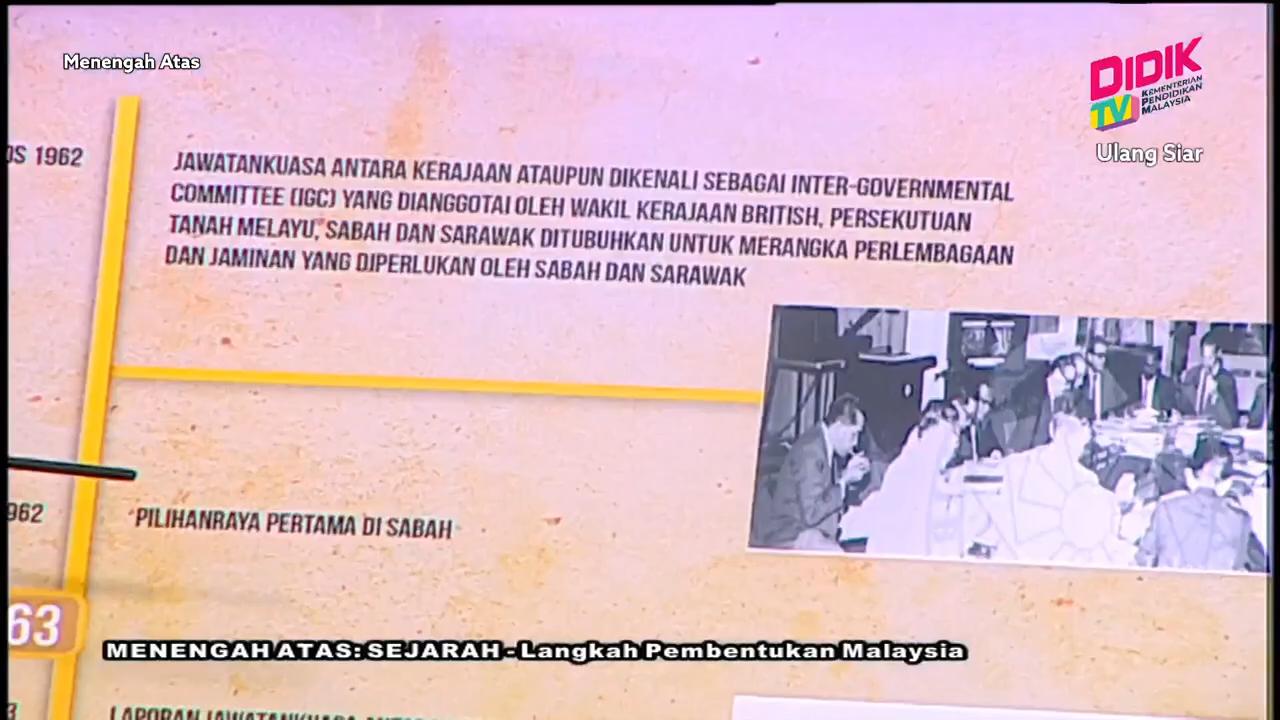 Menengah Atas
DIDIK
TV
KEMENTERIAN
PENDIDIKAN
MALAYSIA
Ulang Siar
OS 1962
JAWATANKUASA ANTARA KERAJAAN ATAUPUN DIKENALI SEBAGAI INTER-GOVERNMENTAL
COMMITTEE (IGC) YANG DIANGGOTAI OLEH WAKIL KERAJAAN BRITISH, PERSEKUTUAN
TANAH MELAYU, SABAH DAN SARAWAK DITUBUHKAN UNTUK MERANGKA PERLEMBAGAAN
DAN JAMINAN YANG DIPERLUKAN OLEH SABAH DAN SARAWAK
962
PILIHANRAYA PERTAMA DI SABAH
63
MENENGAH ATAS: SEJARAH - Langkah Pembentukan Malaysia
3
LAPORAN JAWATANKUASA